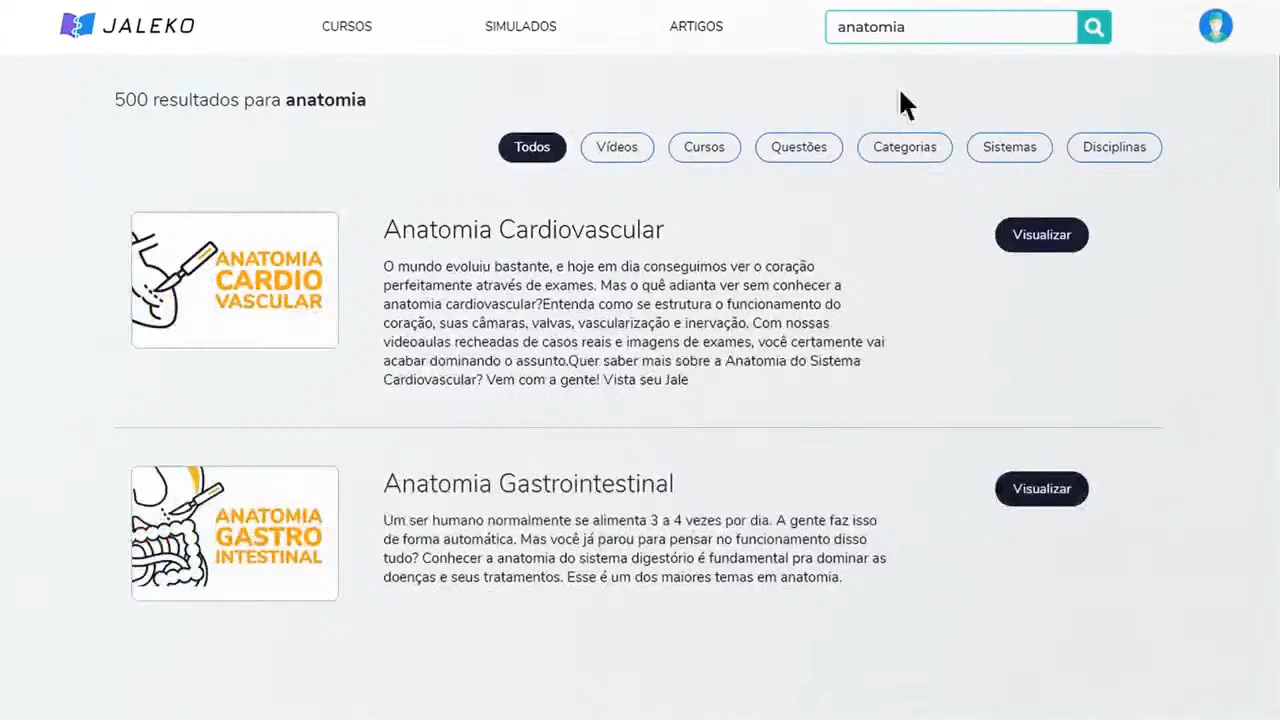 JALEKO
CURSOS
SIMULADOS
ARTIGOS
anatomia
500 resultados para anatomia
Todos
Vídeos
Cursos
Questões
Categorias
Sistemas
Disciplinas
ANATOMIA
CARDIO
VASCULAR
Anatomia Cardiovascular
O mundo evoluiu bastante, e hoje em dia conseguimos ver o coração
perfeitamente através de exames. Mas o quê adianta ver sem conhecer a
anatomia cardiovascular?Entenda como se estrutura o funcionamento do
coração, suas câmaras, valvas, vascularização e inervação. Com nossas
videoaulas recheadas de casos reais e imagens de exames, você certamente vai
acabar dominando o assunto.Quer saber mais sobre a Anatomia do Sistema
Cardiovascular? Vem com a gente! Vista seu Jale
Visualizar
ANATOMIA
GASTRO
INTESTINAL
Anatomia Gastrointestinal
Um ser humano normalmente se alimenta 3 a 4 vezes por dia. A gente faz isso
de forma automática. Mas você já parou para pensar no funcionamento disso
tudo? Conhecer a anatomia do sistema digestório é fundamental pra dominar as
doenças e seus tratamentos. Esse é um dos maiores temas em anatomia.
Visualizar